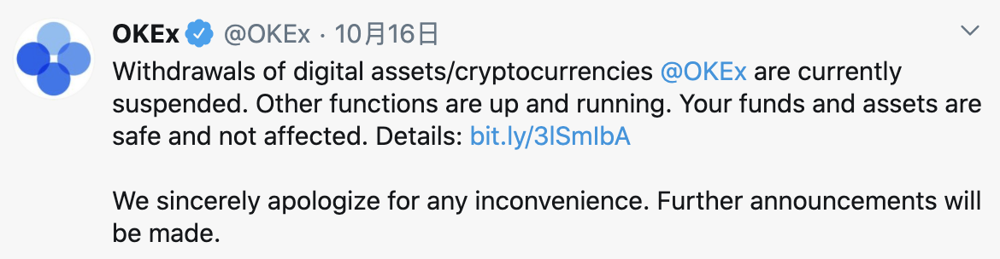 OKEx @OKEx · 10月16日
Withdrawals of digital assets/cryptocurrencies @OKEx are currently
suspended. Other functions are up and running. Your funds and assets are
safe and not affected. Details: bit.ly/3lSmIbA
We sincerely apologize for any inconvenience. Further announcements will
be made.